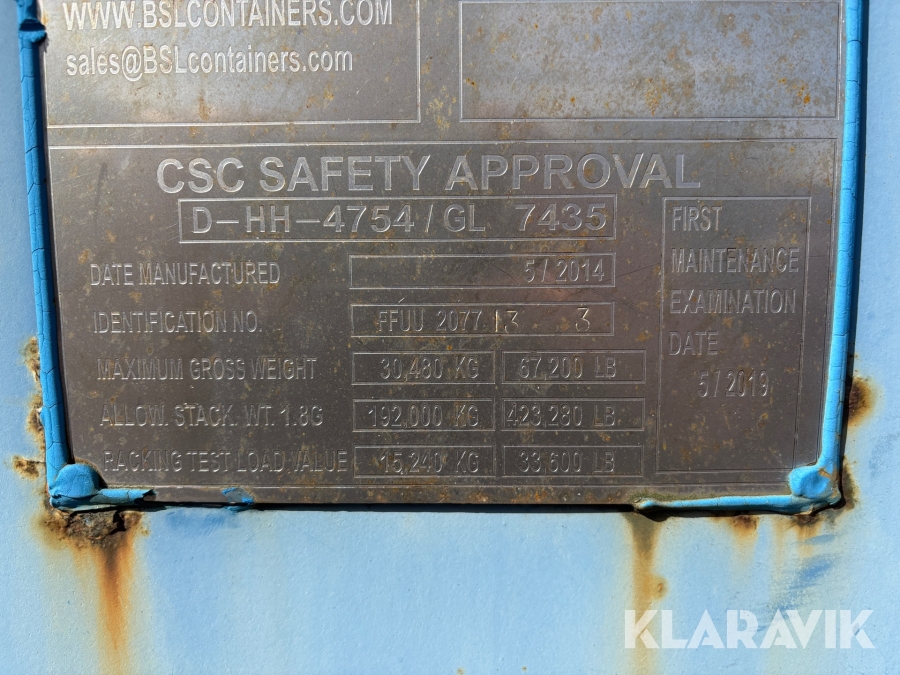 WWW.BSLCONTAINERS.COM
sales@BSLcontainers.com
CSC SAFETY APPROVAL
D-HH-4754/GL 7435
DATE MANUFACTURED 5/2014
IDENTIFICATION NO. FFUU 2077 13 3
MAXIMUM GROSS WEIGHT 30,480 KG 67,200 LB
ALLOW. STACK. WT. 1.8G 192,000 KG 423,280 LB
RACKING TEST LOAD VALUE 15,240 KG 33,600 LB
FIRST
MAINTENANCE
EXAMINATION
DATE
5/2019
KLARAVIK